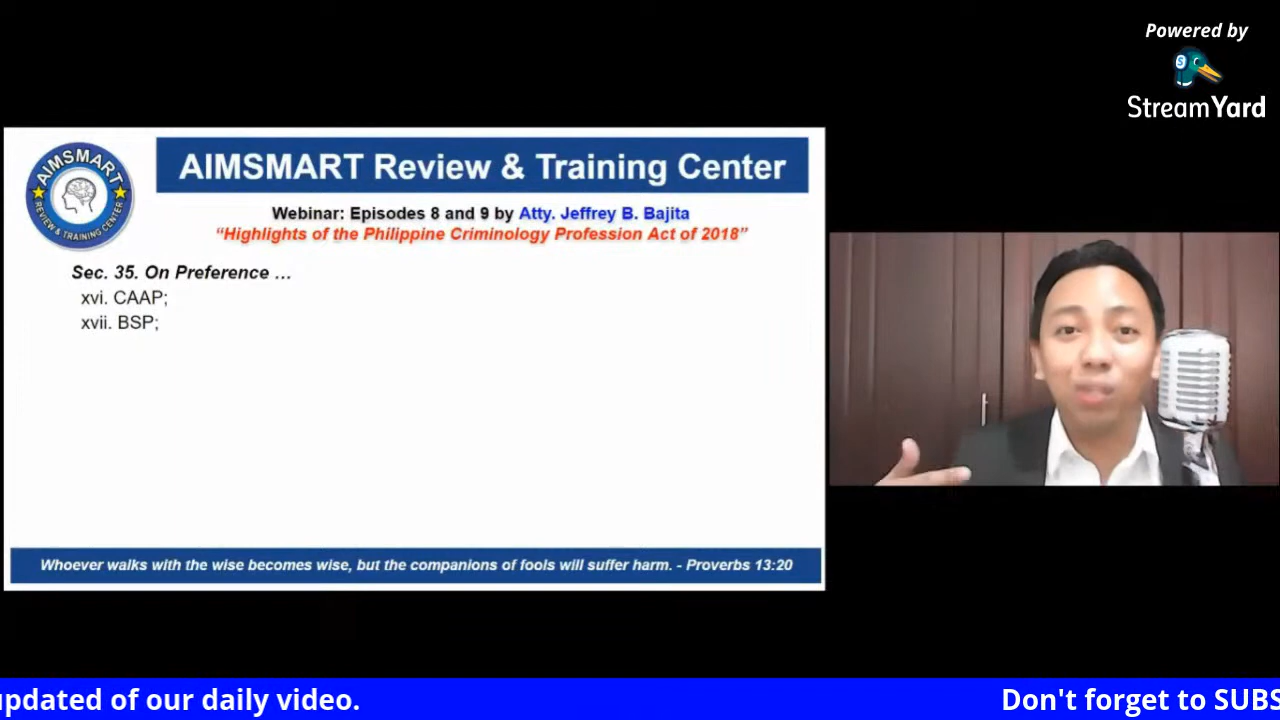 Powered by
S
StreamYard
AIMSMART
REVIEW & TRAINING CENTER
AIMSMART Review & Training Center
Webinar: Episodes 8 and 9 by Atty. Jeffrey B. Bajita
“Highlights of the Philippine Criminology Profession Act of 2018”
Sec. 35. On Preference …
xvi. CAAP;
xvii. BSP;
Whoever walks with the wise becomes wise, but the companions of fools will suffer harm. - Proverbs 13:20
updated of our daily video.
Don't forget to SUBS